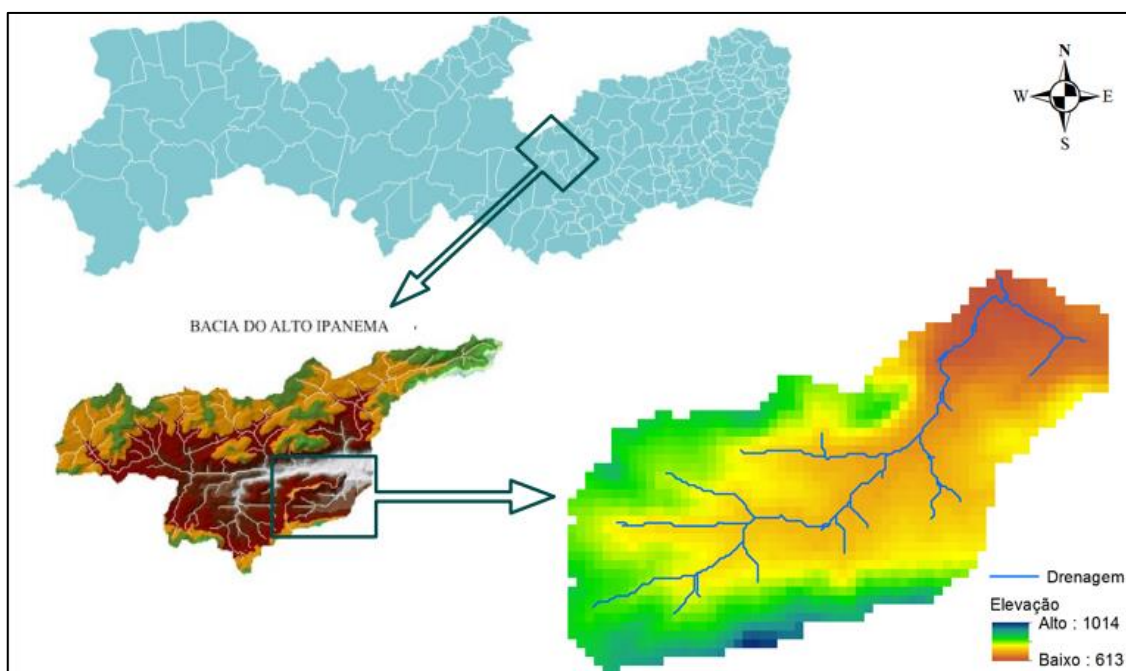 N
W E
S
BACIA DO ALTO IPANEMA
Drenagem
Elevação
Alto : 1014
Baixo : 613